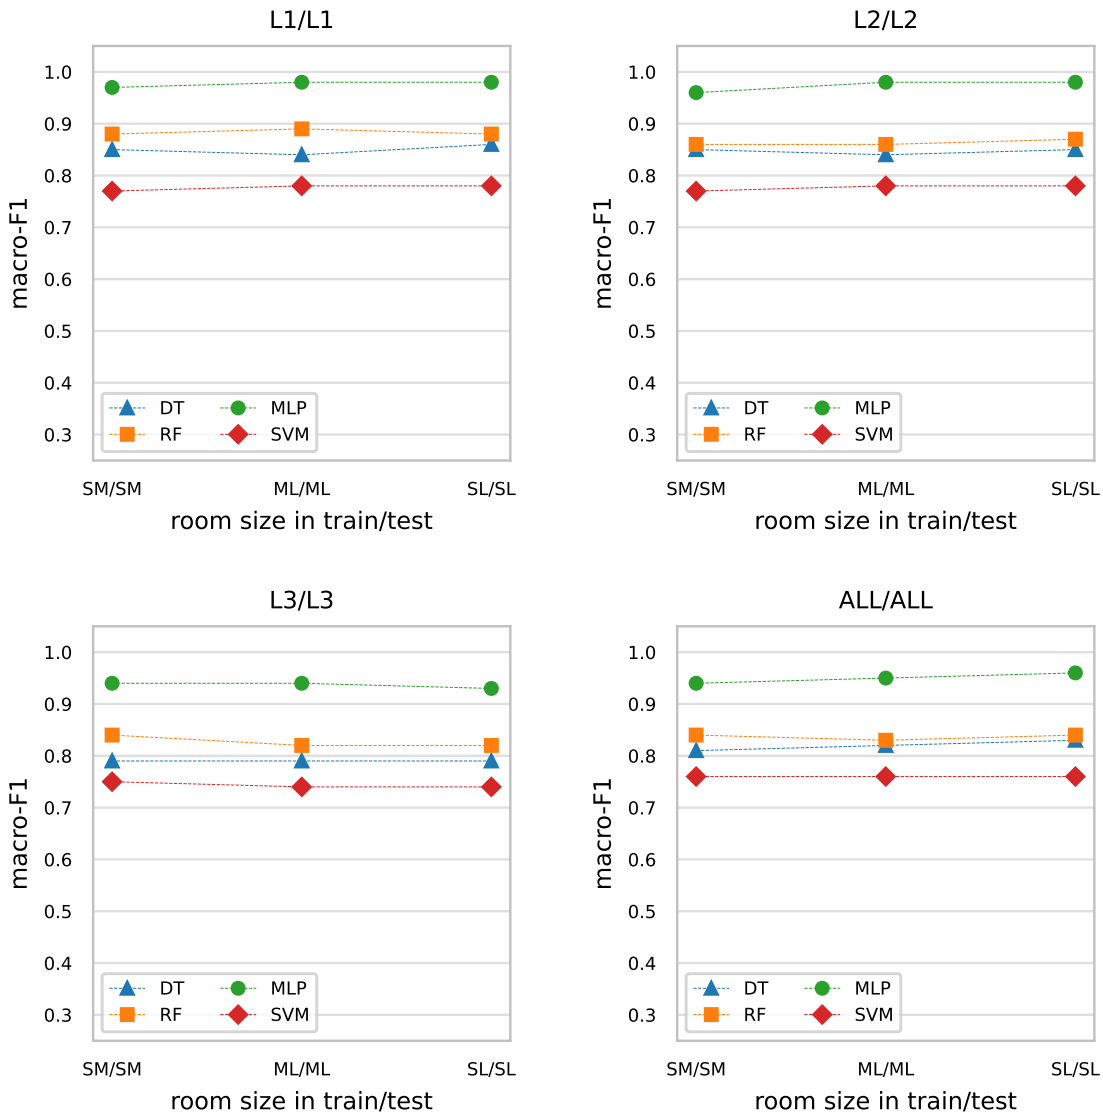 L1/L1
macro-F1
1.0
0.9
0.8
0.7
0.6
0.5
0.4
0.3
DT MLP
RF SVM
SM/SM ML/ML SL/SL
room size in train/test
L2/L2
macro-F1
1.0
0.9
0.8
0.7
0.6
0.5
0.4
0.3
DT MLP
RF SVM
SM/SM ML/ML SL/SL
room size in train/test
L3/L3
macro-F1
1.0
0.9
0.8
0.7
0.6
0.5
0.4
0.3
DT MLP
RF SVM
SM/SM ML/ML SL/SL
room size in train/test
ALL/ALL
macro-F1
1.0
0.9
0.8
0.7
0.6
0.5
0.4
0.3
DT MLP
RF SVM
SM/SM ML/ML SL/SL
room size in train/test